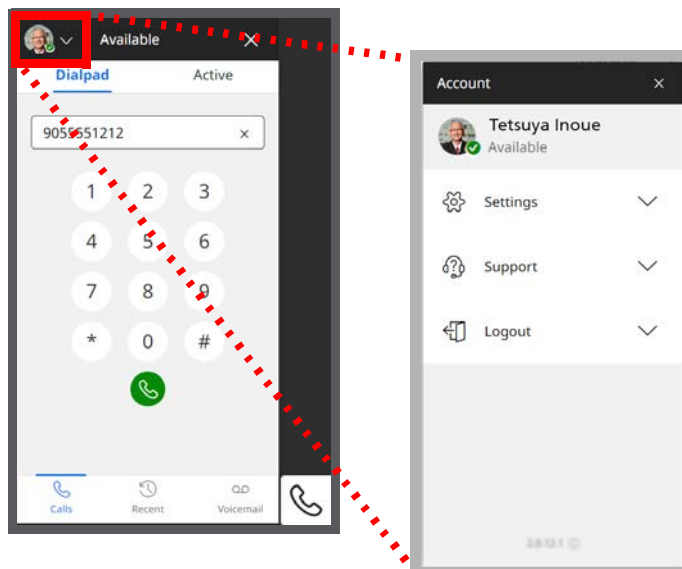 Available
Dialpad Active
9055551212 ×
1 2 3
4 5 6
7 8 9
* 0 #
Calls Recent Voicemail
Account ×
Tetsuya Inoue
Available
Settings
Support
Logout